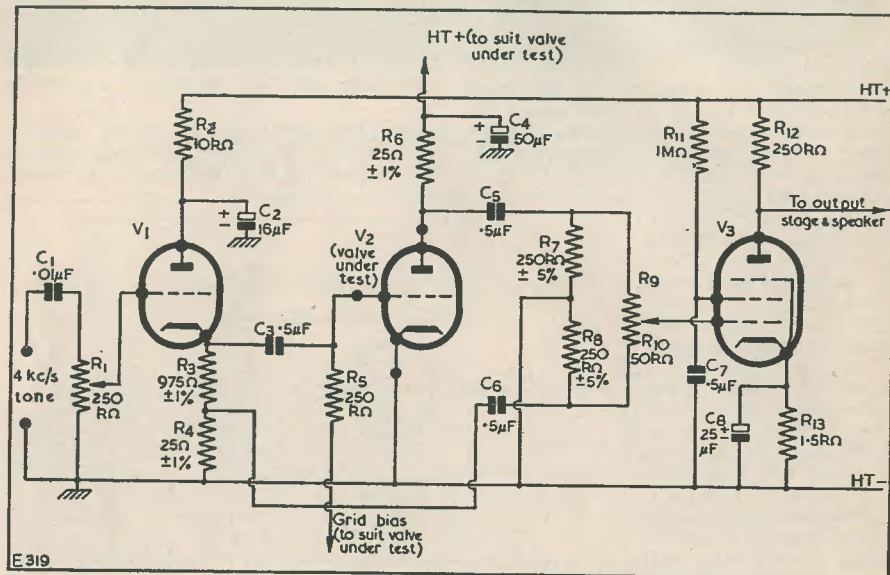 HT+(to suit valve
under test)
HT+
R2
10kΩ
R6
25Ω
±1%
+
-
C4
50μF
R11
1MΩ
R12
250kΩ
V1
+
-
C2
16μF
C5
.5μF
To output
stage & speaker
V2
(valve
under
test)
V3
C1
.01μF
R7
250kΩ
± 5%
R9
C3 .5μF
R8
250
kΩ
±5%
R10
50kΩ
4 kc/s
tone
R1
250
kΩ
R3
975Ω
±1%
R5
250
kΩ
C6
.5μF
C7
.5μF
R4
25Ω
±1%
C8
25
μF
+
-
R13
1.5kΩ
HT-
Grid bias
(to suit valve
under test)
E319